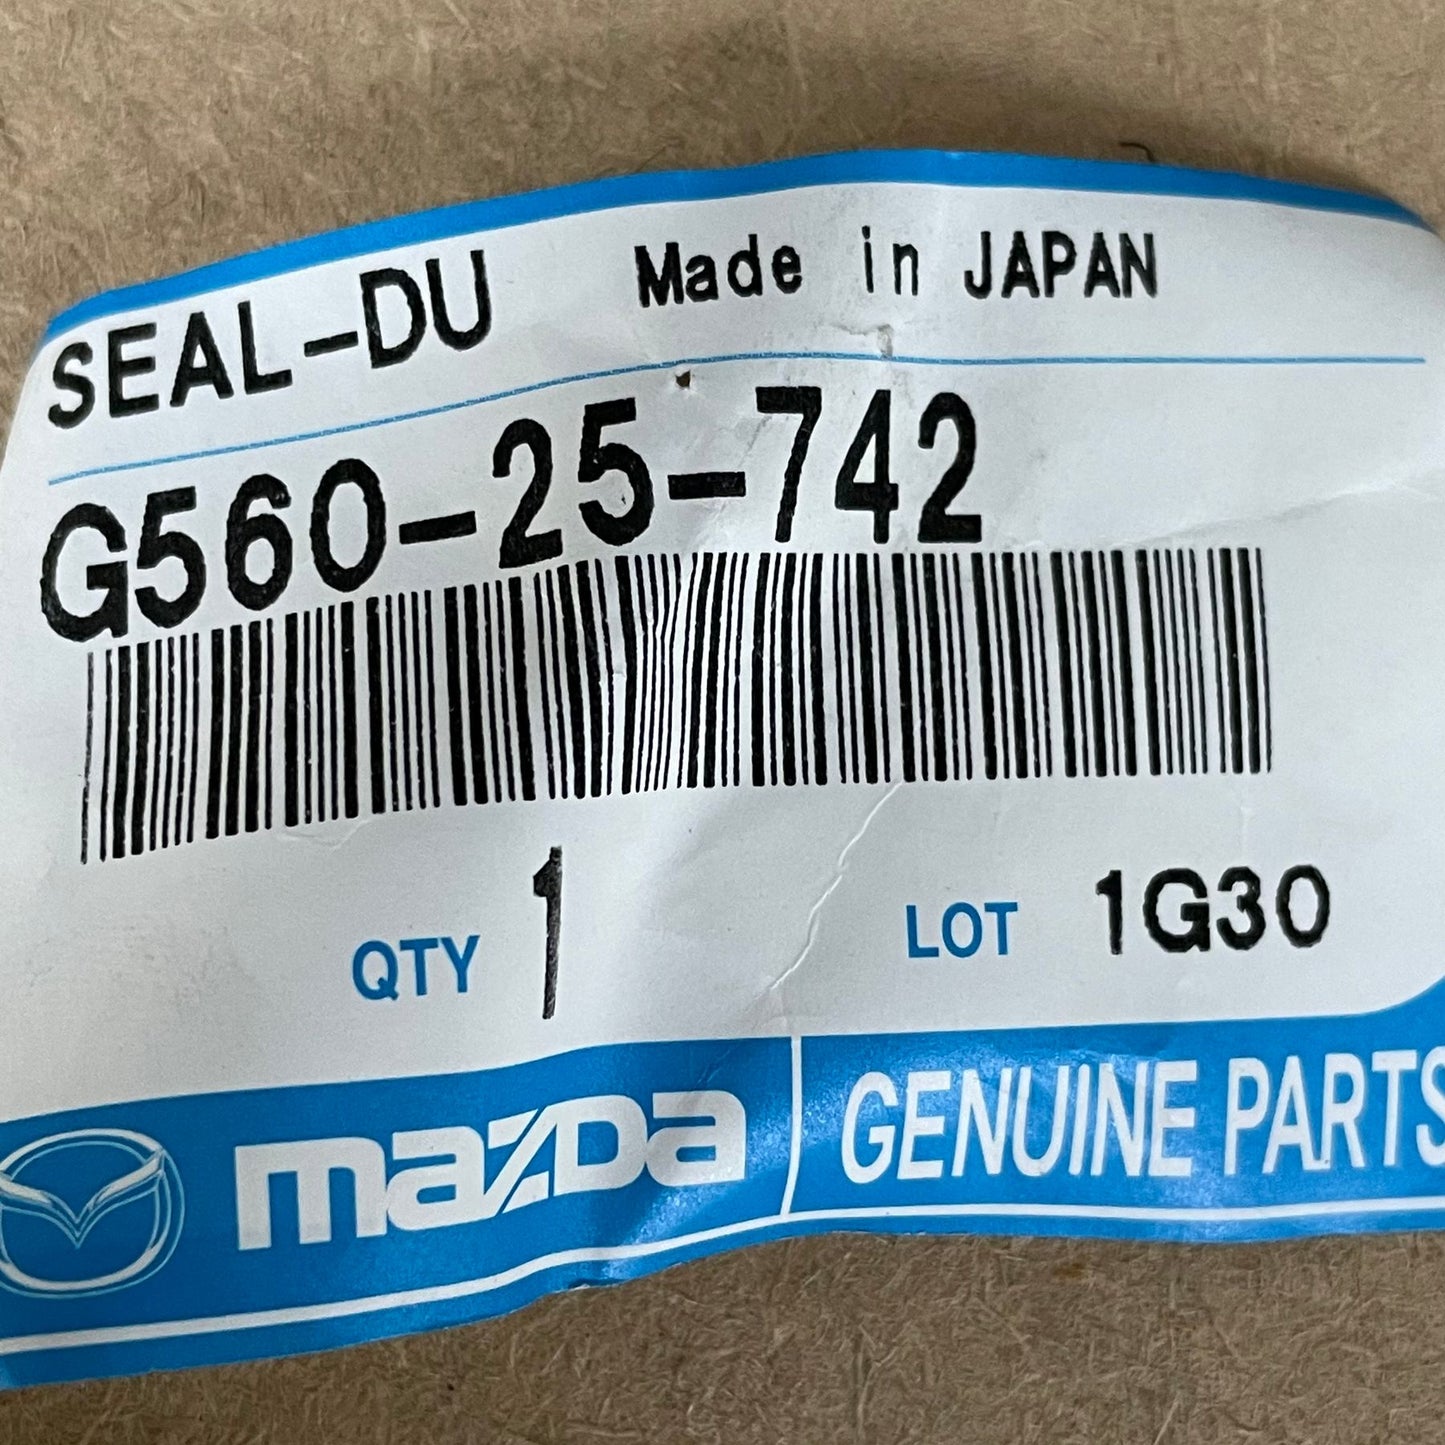 SEAL-DU Made in JAPAN
G560-25-742
QTY 1 LOT 1G30
mazDa GENUINE PARTS